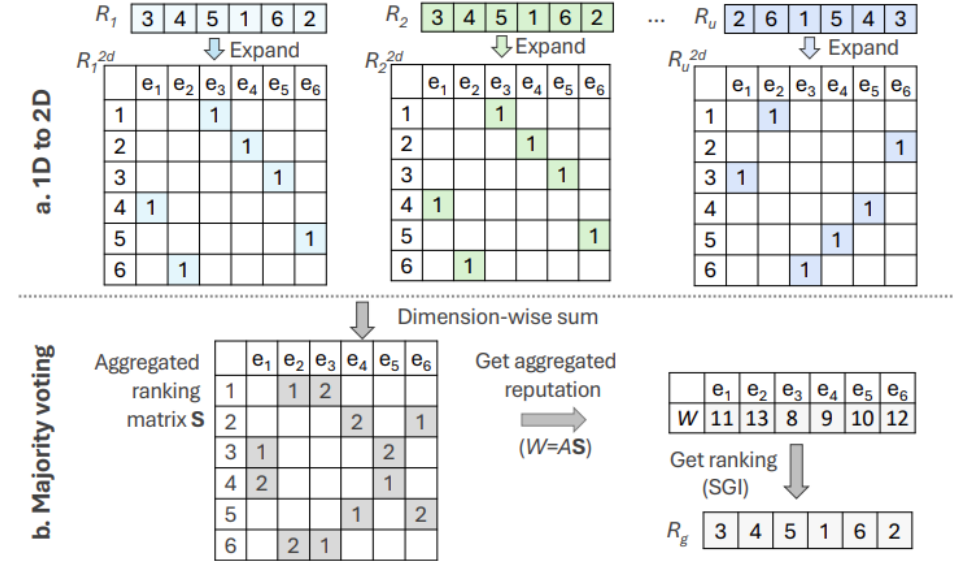 R₁ 3 4 5 1 6 2
R₂ 3 4 5 1 6 2
...
Rᵤ 2 6 1 5 4 3
Expand
Expand
Expand
a. 1D to 2D
R₁²ᵈ
e₁ e₂ e₃ e₄ e₅ e₆
1 1
2 1
3 1
4 1
5 1
6 1
R₂²ᵈ
e₁ e₂ e₃ e₄ e₅ e₆
1 1
2 1
3 1
4 1
5 1
6 1
Rᵤ²ᵈ
e₁ e₂ e₃ e₄ e₅ e₆
1 1
2 1
3 1
4 1
5 1
6 1
Dimension-wise sum
b. Majority voting
Aggregated
ranking
matrix S
e₁ e₂ e₃ e₄ e₅ e₆
1 1 2
2 2 1
3 1 2
4 2 1
5 1 2
6 2 1
Get aggregated
reputation
(W=AS)
e₁ e₂ e₃ e₄ e₅ e₆
W 11 13 8 9 10 12
Get ranking
(SGI)
R_g 3 4 5 1 6 2